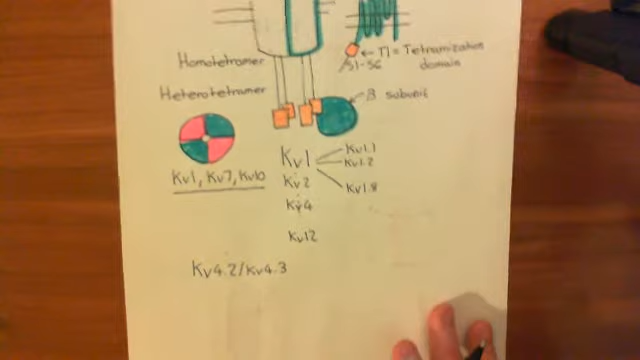 Homotetramer
← T1 = Tetramization
domain
S1-S6
Heterotetramer
β subunit
Kv1
Kv1.1
Kv1.2
Kv1.8
Kv1, Kv7, Kv10
Kv2
Kv4
Kv12
Kv4.2/Kv4.3